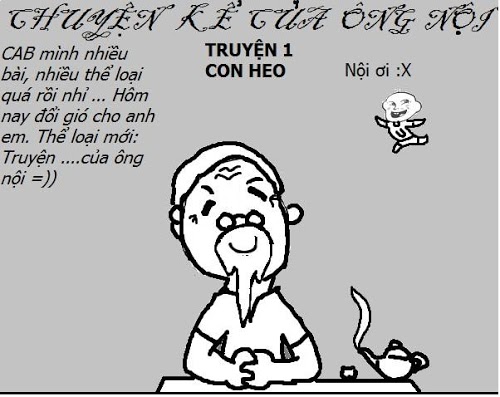 CHUYỆN KỂ CỦA ÔNG NỘI
CAB mình nhiều
bài, nhiều thể loại
quá rồi nhỉ ... Hôm
nay đổi gió cho anh
em. Thể loại mới:
Truyện ....của ông
nội =))
TRUYỆN 1
CON HEO
Nội ơi :X